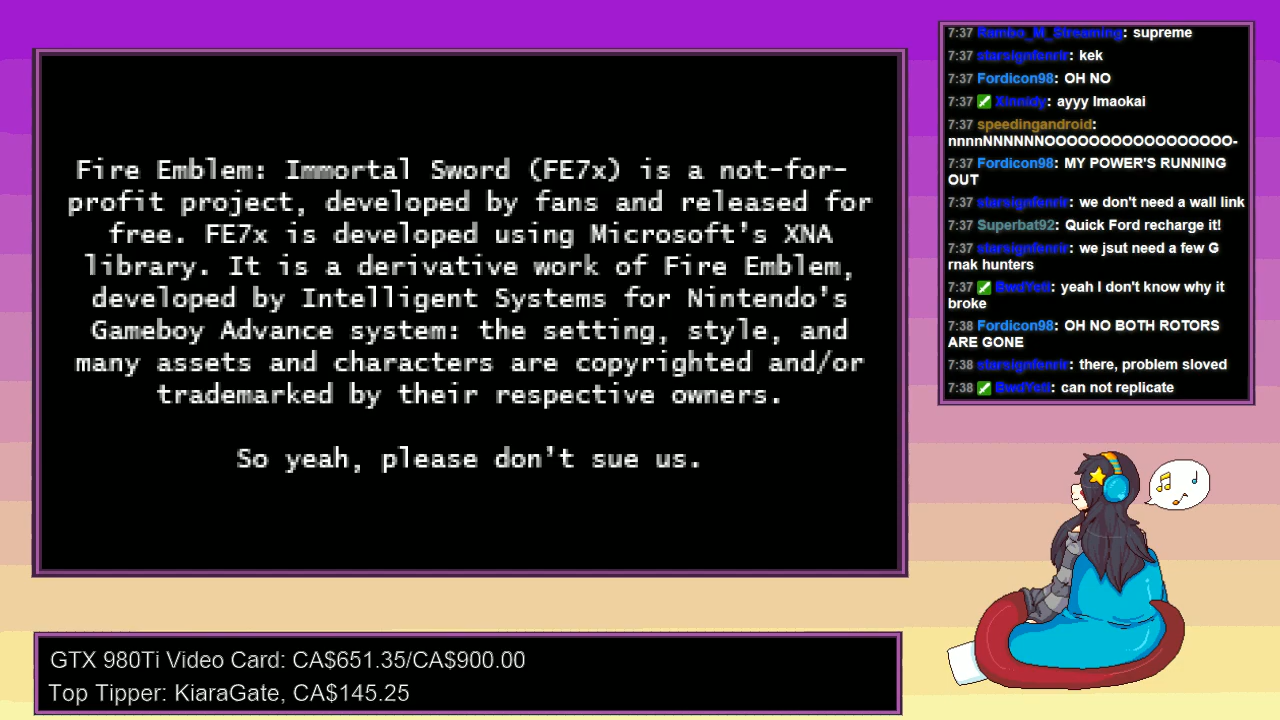 Fire Emblem: Immortal Sword (FE7x) is a not-for-
profit project, developed by fans and released for
free. FE7x is developed using Microsoft's XNA
library. It is a derivative work of Fire Emblem,
developed by Intelligent Systems for Nintendo's
Gameboy Advance system: the setting, style, and
many assets and characters are copyrighted and/or
trademarked by their respective owners.
So yeah, please don't sue us.
7:37 Rambo_M_Streaming: supreme
7:37 starsignfenrir: kek
7:37 Fordicon98: OH NO
7:37 Xinnidy: ayyy lmaokai
7:37 speedingandroid:
nnnnNNNNNNOOOOOOOOOOOOOOOOO-
7:37 Fordicon98: MY POWER'S RUNNING
OUT
7:37 starsignfenrir: we don't need a wall link
7:37 Superbat92: Quick Ford recharge it!
7:37 starsignfenrir: we jsut need a few G
rnak hunters
7:37 BwdYeti: yeah I don't know why it
broke
7:38 Fordicon98: OH NO BOTH ROTORS
ARE GONE
7:38 starsignfenrir: there, problem sloved
7:38 BwdYeti: can not replicate
GTX 980Ti Video Card: CA$651.35/CA$900.00
Top Tipper: KiaraGate, CA$145.25